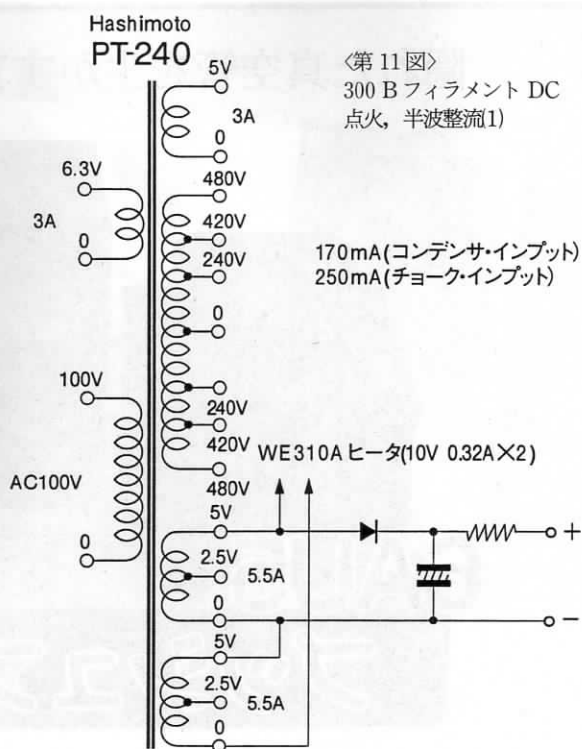 Hashimoto
PT-240
〈第11図〉
300 B フィラメント DC
点火，半波整流(1)
5V
3A
0
6.3V
3A
0
480V
420V
240V
0
240V
420V
480V
170mA(コンデンサ・インプット)
250mA(チョーク・インプット)
100V
AC100V
0
WE310A ヒータ(10V 0.32A×2)
5V
2.5V
5.5A
0
+
−
5V
2.5V
5.5A
0